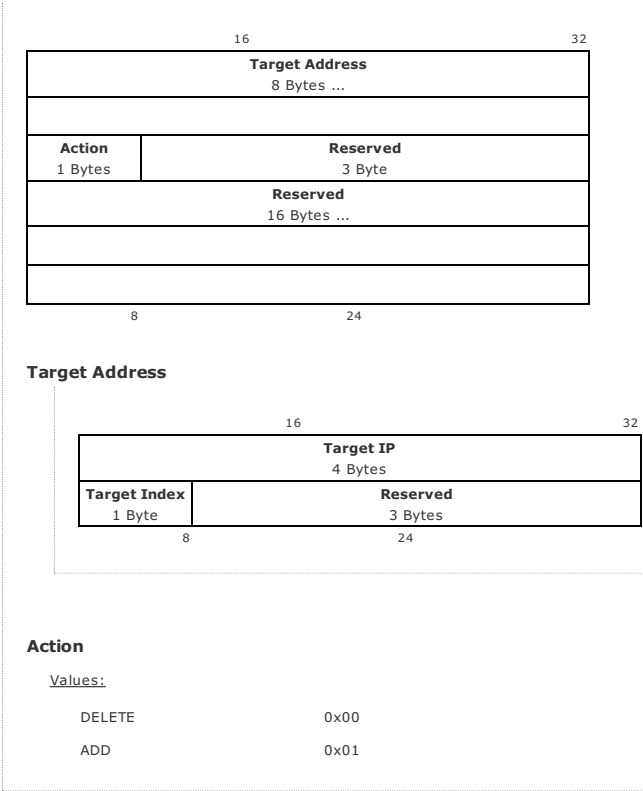 16 32
Target Address
8 Bytes ...
Action Reserved
1 Bytes 3 Byte
Reserved
16 Bytes ...
8 24
Target Address
16 32
Target IP
4 Bytes
Target Index Reserved
1 Byte 3 Bytes
8 24
Action
Values:
DELETE 0x00
ADD 0x01